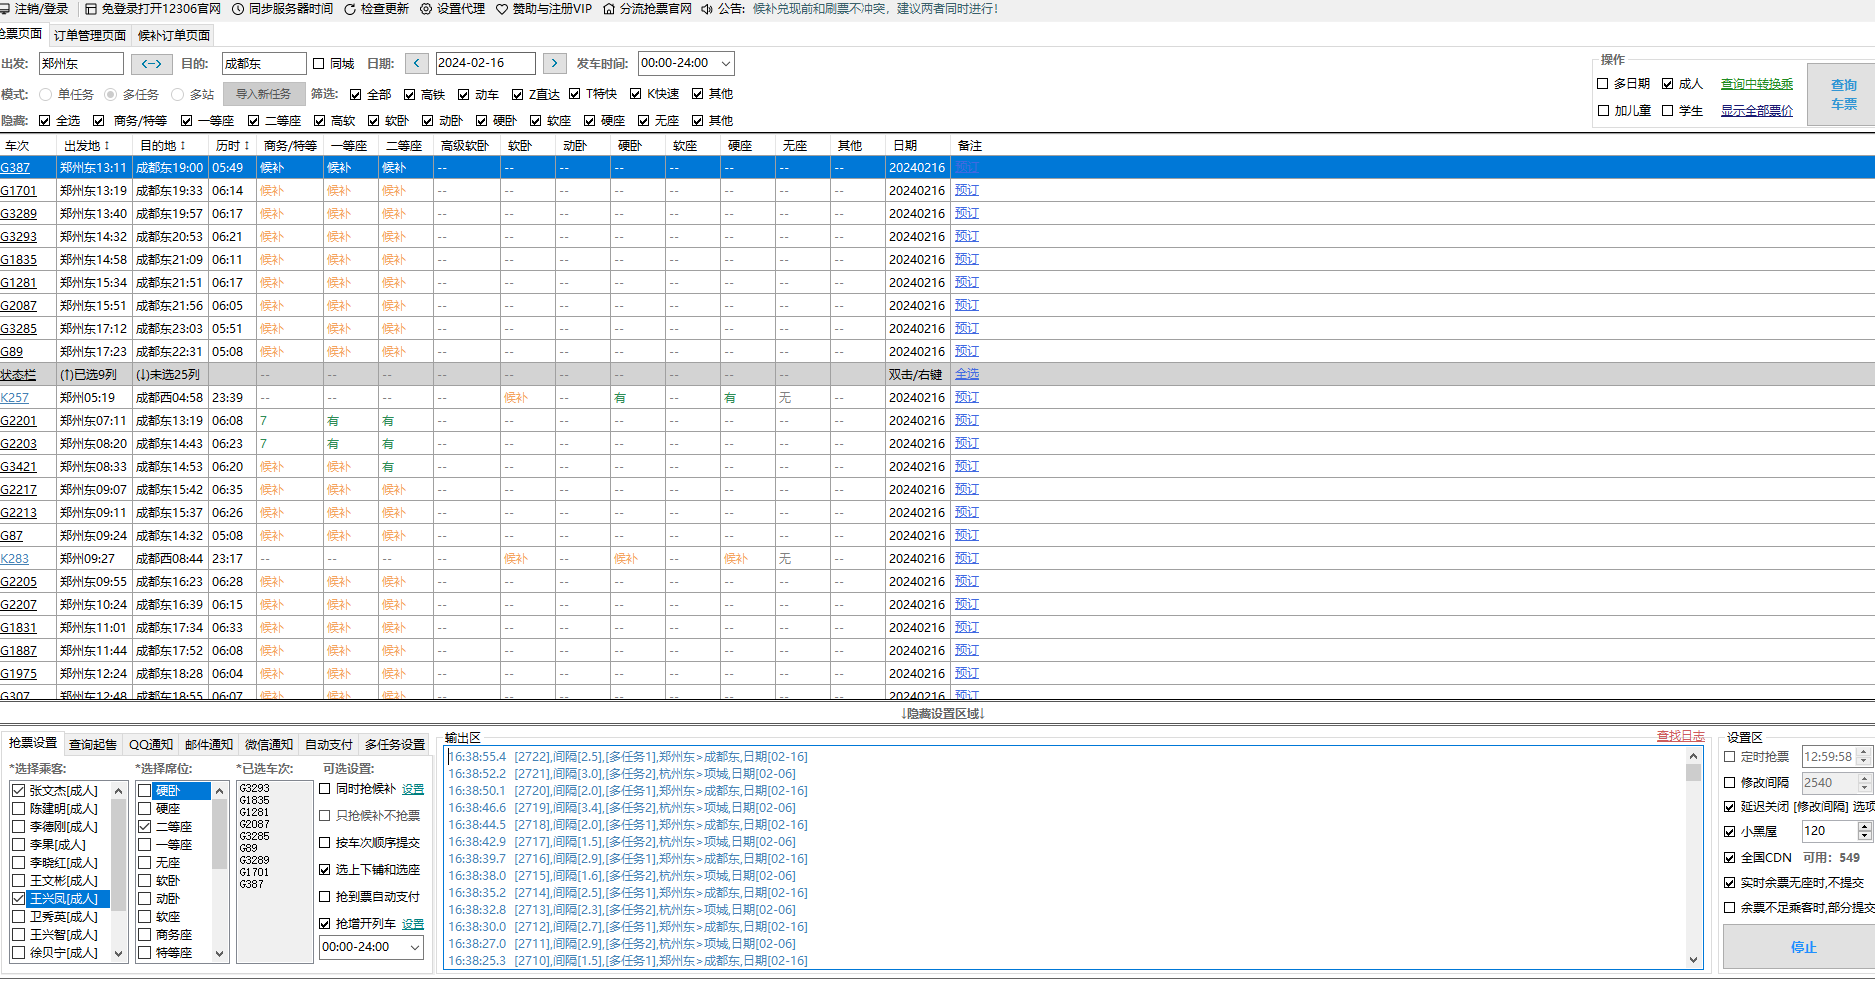 注销/登录 免登录打开12306官网 同步服务器时间 检查更新 设置代理 赞助与注册VIP 分流抢票官网 公告: 候补兑现前和刷票不冲突，建议两者同时进行!
抢票页面 订单管理页面 候补订单页面
出发: 郑州东 <--> 目的: 成都东 同城 日期: < 2024-02-16 > 发车时间: 00:00-24:00 操作
多日期 成人 查询中转换乘 查询
模式: 单任务 多任务 多站 导入新任务 筛选: 全部 高铁 动车 Z直达 T特快 K快速 其他 车票
加儿童 学生 显示全部票价
隐藏: 全选 商务/特等 一等座 二等座 高软 软卧 动卧 硬卧 软座 硬座 无座 其他
车次 出发地↕ 目的地↕ 历时↕ 商务/特等 一等座 二等座 高级软卧 软卧 动卧 硬卧 软座 硬座 无座 其他 日期 备注
G387 郑州东13:11 成都东19:00 05:49 候补 候补 候补 -- -- -- -- -- -- -- -- 20240216 预订
G1701 郑州东13:19 成都东19:33 06:14 候补 候补 候补 -- -- -- -- -- -- -- -- 20240216 预订
G3289 郑州东13:40 成都东19:57 06:17 候补 候补 候补 -- -- -- -- -- -- -- -- 20240216 预订
G3293 郑州东14:32 成都东20:53 06:21 候补 候补 候补 -- -- -- -- -- -- -- -- 20240216 预订
G1835 郑州东14:58 成都东21:09 06:11 候补 候补 候补 -- -- -- -- -- -- -- -- 20240216 预订
G1281 郑州东15:34 成都东21:51 06:17 候补 候补 候补 -- -- -- -- -- -- -- -- 20240216 预订
G2087 郑州东15:51 成都东21:56 06:05 候补 候补 候补 -- -- -- -- -- -- -- -- 20240216 预订
G3285 郑州东17:12 成都东23:03 05:51 候补 候补 候补 -- -- -- -- -- -- -- -- 20240216 预订
G89 郑州东17:23 成都东22:31 05:08 候补 候补 候补 -- -- -- -- -- -- -- -- 20240216 预订
状态栏 (↑)已选9列 (↓)未选25列 -- -- -- -- -- -- -- -- -- -- -- 双击/右键 全选
K257 郑州05:19 成都西04:58 23:39 -- -- -- -- 候补 -- 有 -- 有 无 -- 20240216 预订
G2201 郑州东07:11 成都东13:19 06:08 7 有 有 -- -- -- -- -- -- -- -- 20240216 预订
G2203 郑州东08:20 成都东14:43 06:23 7 有 有 -- -- -- -- -- -- -- -- 20240216 预订
G3421 郑州东08:33 成都东14:53 06:20 候补 候补 有 -- -- -- -- -- -- -- -- 20240216 预订
G2217 郑州东09:07 成都东15:42 06:35 候补 候补 候补 -- -- -- -- -- -- -- -- 20240216 预订
G2213 郑州东09:11 成都东15:37 06:26 候补 候补 候补 -- -- -- -- -- -- -- -- 20240216 预订
G87 郑州东09:24 成都东14:32 05:08 候补 候补 候补 -- -- -- -- -- -- -- -- 20240216 预订
K283 郑州09:27 成都西08:44 23:17 -- -- -- -- 候补 -- 候补 -- 候补 无 -- 20240216 预订
G2205 郑州东09:55 成都东16:23 06:28 候补 候补 候补 -- -- -- -- -- -- -- -- 20240216 预订
G2207 郑州东10:24 成都东16:39 06:15 候补 候补 候补 -- -- -- -- -- -- -- -- 20240216 预订
G1831 郑州东11:01 成都东17:34 06:33 候补 候补 候补 -- -- -- -- -- -- -- -- 20240216 预订
G1887 郑州东11:44 成都东17:52 06:08 候补 候补 候补 -- -- -- -- -- -- -- -- 20240216 预订
G1975 郑州东12:24 成都东18:28 06:04 候补 候补 候补 -- -- -- -- -- -- -- -- 20240216 预订
G307 郑州东12:48 成都东18:55 06:07 候补 候补 候补 -- -- -- -- -- -- -- -- 20240216 预订
↓隐藏设置区域↓
抢票设置 查询起售 QQ通知 邮件通知 微信通知 自动支付 多任务设置
*选择乘客:
张文杰[成人]
陈建明[成人]
李德刚[成人]
李果[成人]
李晓红[成人]
王文彬[成人]
王兴凤[成人]
卫秀英[成人]
王兴智[成人]
徐贝宁[成人]
*选择席位:
硬卧
硬座
二等座
一等座
无座
软卧
动卧
软座
商务座
特等座
*已选车次:
G3293
G1835
G1281
G2087
G3285
G89
G3289
G1701
G387
可选设置:
同时抢候补 设置
只抢候补不抢票
按车次顺序提交
选上下铺和选座
抢到票自动支付
抢增开列车 设置
00:00-24:00
输出区 查找日志
16:38:55.4 [2722],间隔[2.5],[多任务1],郑州东>成都东,日期[02-16]
16:38:52.2 [2721],间隔[3.0],[多任务2],杭州东>项城,日期[02-06]
16:38:50.1 [2720],间隔[2.0],[多任务1],郑州东>成都东,日期[02-16]
16:38:46.6 [2719],间隔[3.4],[多任务2],杭州东>项城,日期[02-06]
16:38:44.5 [2718],间隔[2.0],[多任务1],郑州东>成都东,日期[02-16]
16:38:42.9 [2717],间隔[1.5],[多任务2],杭州东>项城,日期[02-06]
16:38:39.7 [2716],间隔[2.9],[多任务1],郑州东>成都东,日期[02-16]
16:38:38.0 [2715],间隔[1.6],[多任务2],杭州东>项城,日期[02-06]
16:38:35.2 [2714],间隔[2.5],[多任务1],郑州东>成都东,日期[02-16]
16:38:32.8 [2713],间隔[2.3],[多任务2],杭州东>项城,日期[02-06]
16:38:30.0 [2712],间隔[2.7],[多任务1],郑州东>成都东,日期[02-16]
16:38:27.0 [2711],间隔[2.9],[多任务2],杭州东>项城,日期[02-06]
16:38:25.3 [2710],间隔[1.5],[多任务1],郑州东>成都东,日期[02-16]
设置区
定时抢票 12:59:58
修改间隔 2540
延迟关闭 [修改间隔] 选项
小黑屋 120
全国CDN 可用: 549
实时余票无座时,不提交
余票不足乘客时,部分提交
停止